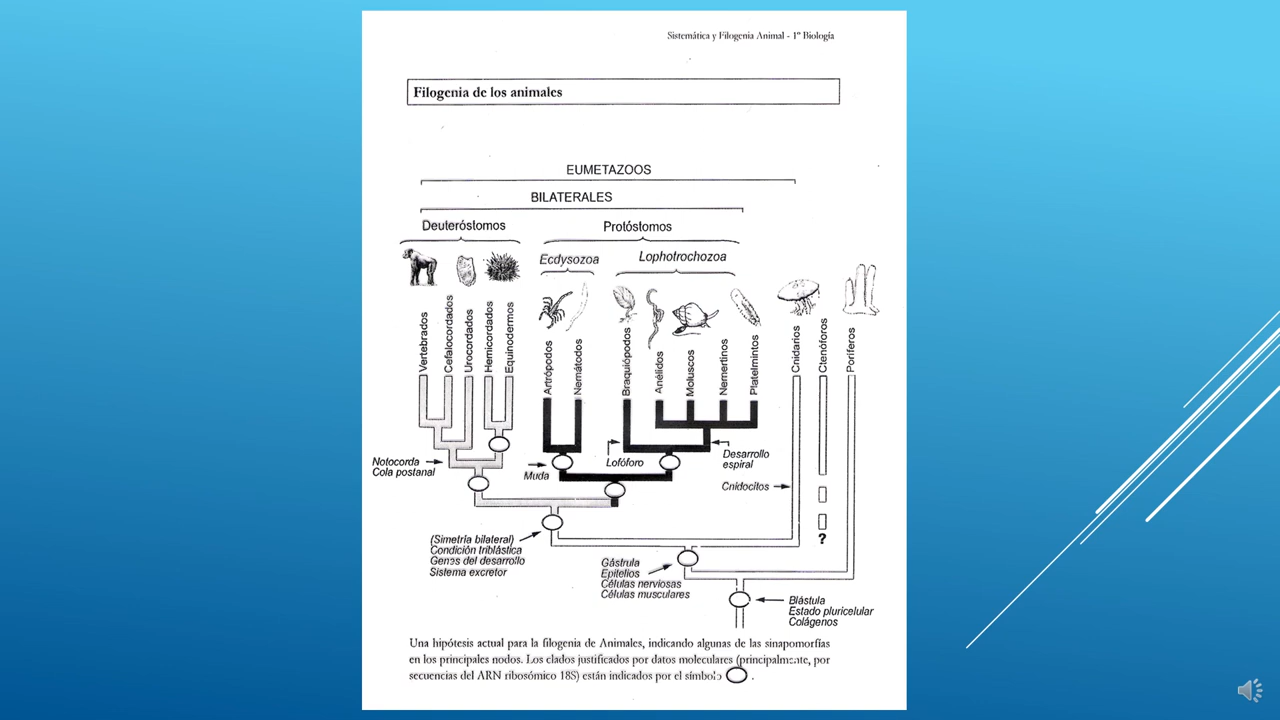 Sistemática y Filogenia Animal - 1º Biología
Filogenia de los animales
EUMETAZOOS
BILATERALES
Deuteróstomos
Protóstomos
Ecdysozoa
Lophotrochozoa
Vertebrados
Cefalocordados
Urocordados
Hemicordados
Equinodermos
Artrópodos
Nemátodos
Braquiópodos
Anélidos
Moluscos
Nemertinos
Platelmintos
Cnidarios
Ctenóforos
Poríferos
Notocorda
Cola postanal
Muda
Lofóforo
Desarrollo
espiral
Cnidocitos
?
(Simetría bilateral)
Condición triblástica
Genes del desarrollo
Sistema excretor
Gástrula
Epitelios
Células nerviosas
Células musculares
Blástula
Estado pluricelular
Colágenos
Una hipótesis actual para la filogenia de Animales, indicando algunas de las sinapomorfías
en los principales nodos. Los clados justificados por datos moleculares (principalmente, por
secuencias del ARN ribosómico 18S) están indicados por el símbolo .